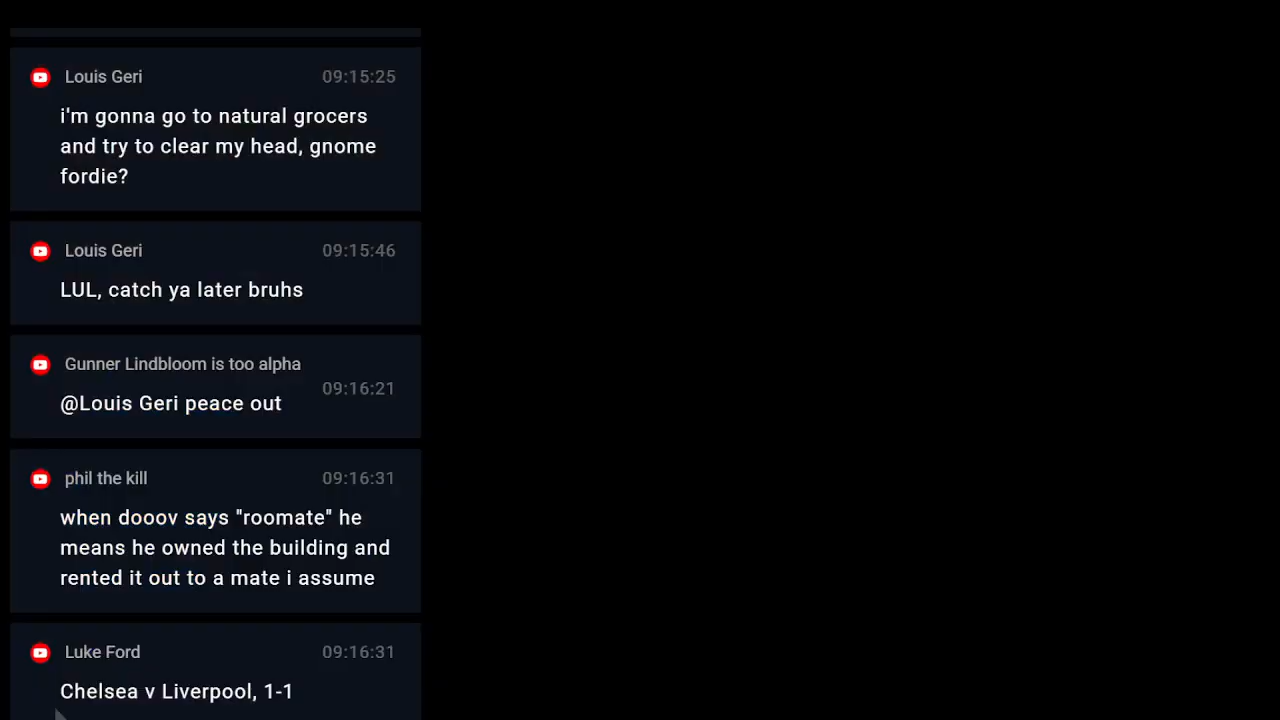 Louis Geri 09:15:25
i'm gonna go to natural grocers
and try to clear my head, gnome
fordie?
Louis Geri 09:15:46
LUL, catch ya later bruhs
Gunner Lindbloom is too alpha
09:16:21
@Louis Geri peace out
phil the kill 09:16:31
when dooov says "roomate" he
means he owned the building and
rented it out to a mate i assume
Luke Ford 09:16:31
Chelsea v Liverpool, 1-1